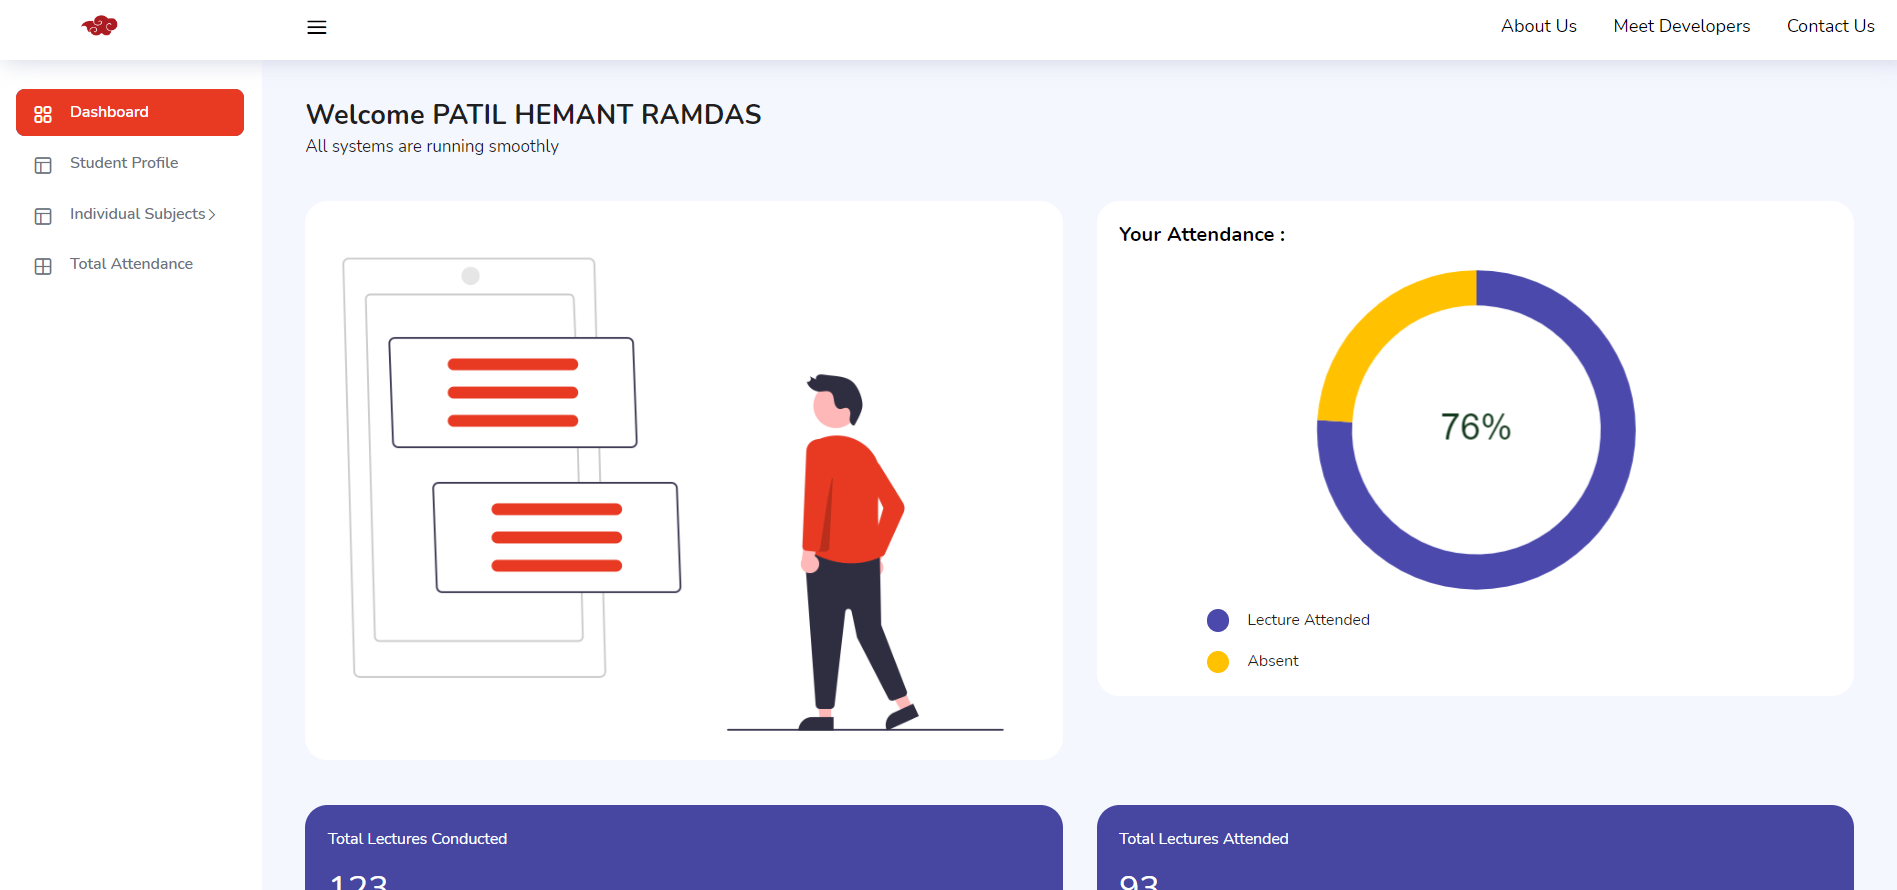 About Us
Meet Developers
Contact Us
Dashboard
Student Profile
Individual Subjects
Total Attendance
Welcome PATIL HEMANT RAMDAS
All systems are running smoothly
Your Attendance :
76%
Lecture Attended
Absent
Total Lectures Conducted
123
Total Lectures Attended
93